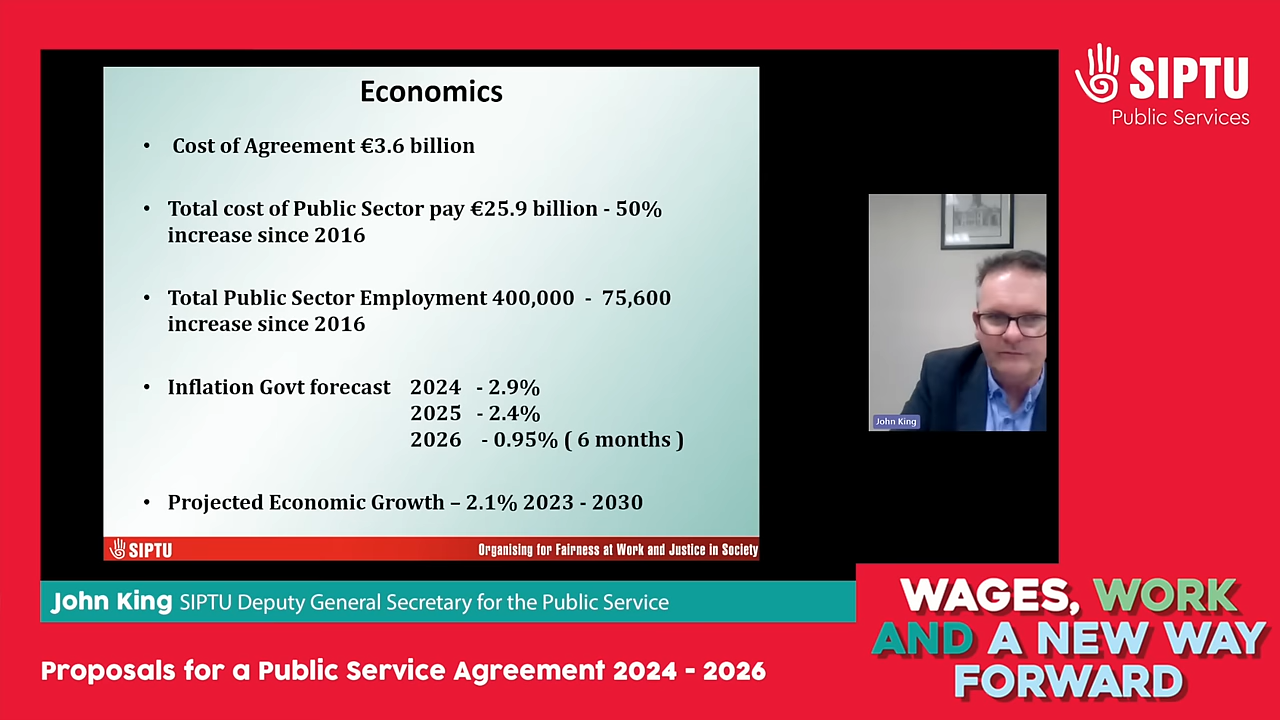 Economics
• Cost of Agreement €3.6 billion
• Total cost of Public Sector pay €25.9 billion - 50%
increase since 2016
• Total Public Sector Employment 400,000 - 75,600
increase since 2016
• Inflation Govt forecast 2024 - 2.9%
2025 - 2.4%
2026 - 0.95% ( 6 months )
• Projected Economic Growth – 2.1% 2023 - 2030
SIPTU Organising for Fairness at Work and Justice in Society
SIPTU
Public Services
John King
John King SIPTU Deputy General Secretary for the Public Service
Proposals for a Public Service Agreement 2024 - 2026
WAGES, WORK
AND A NEW WAY
FORWARD